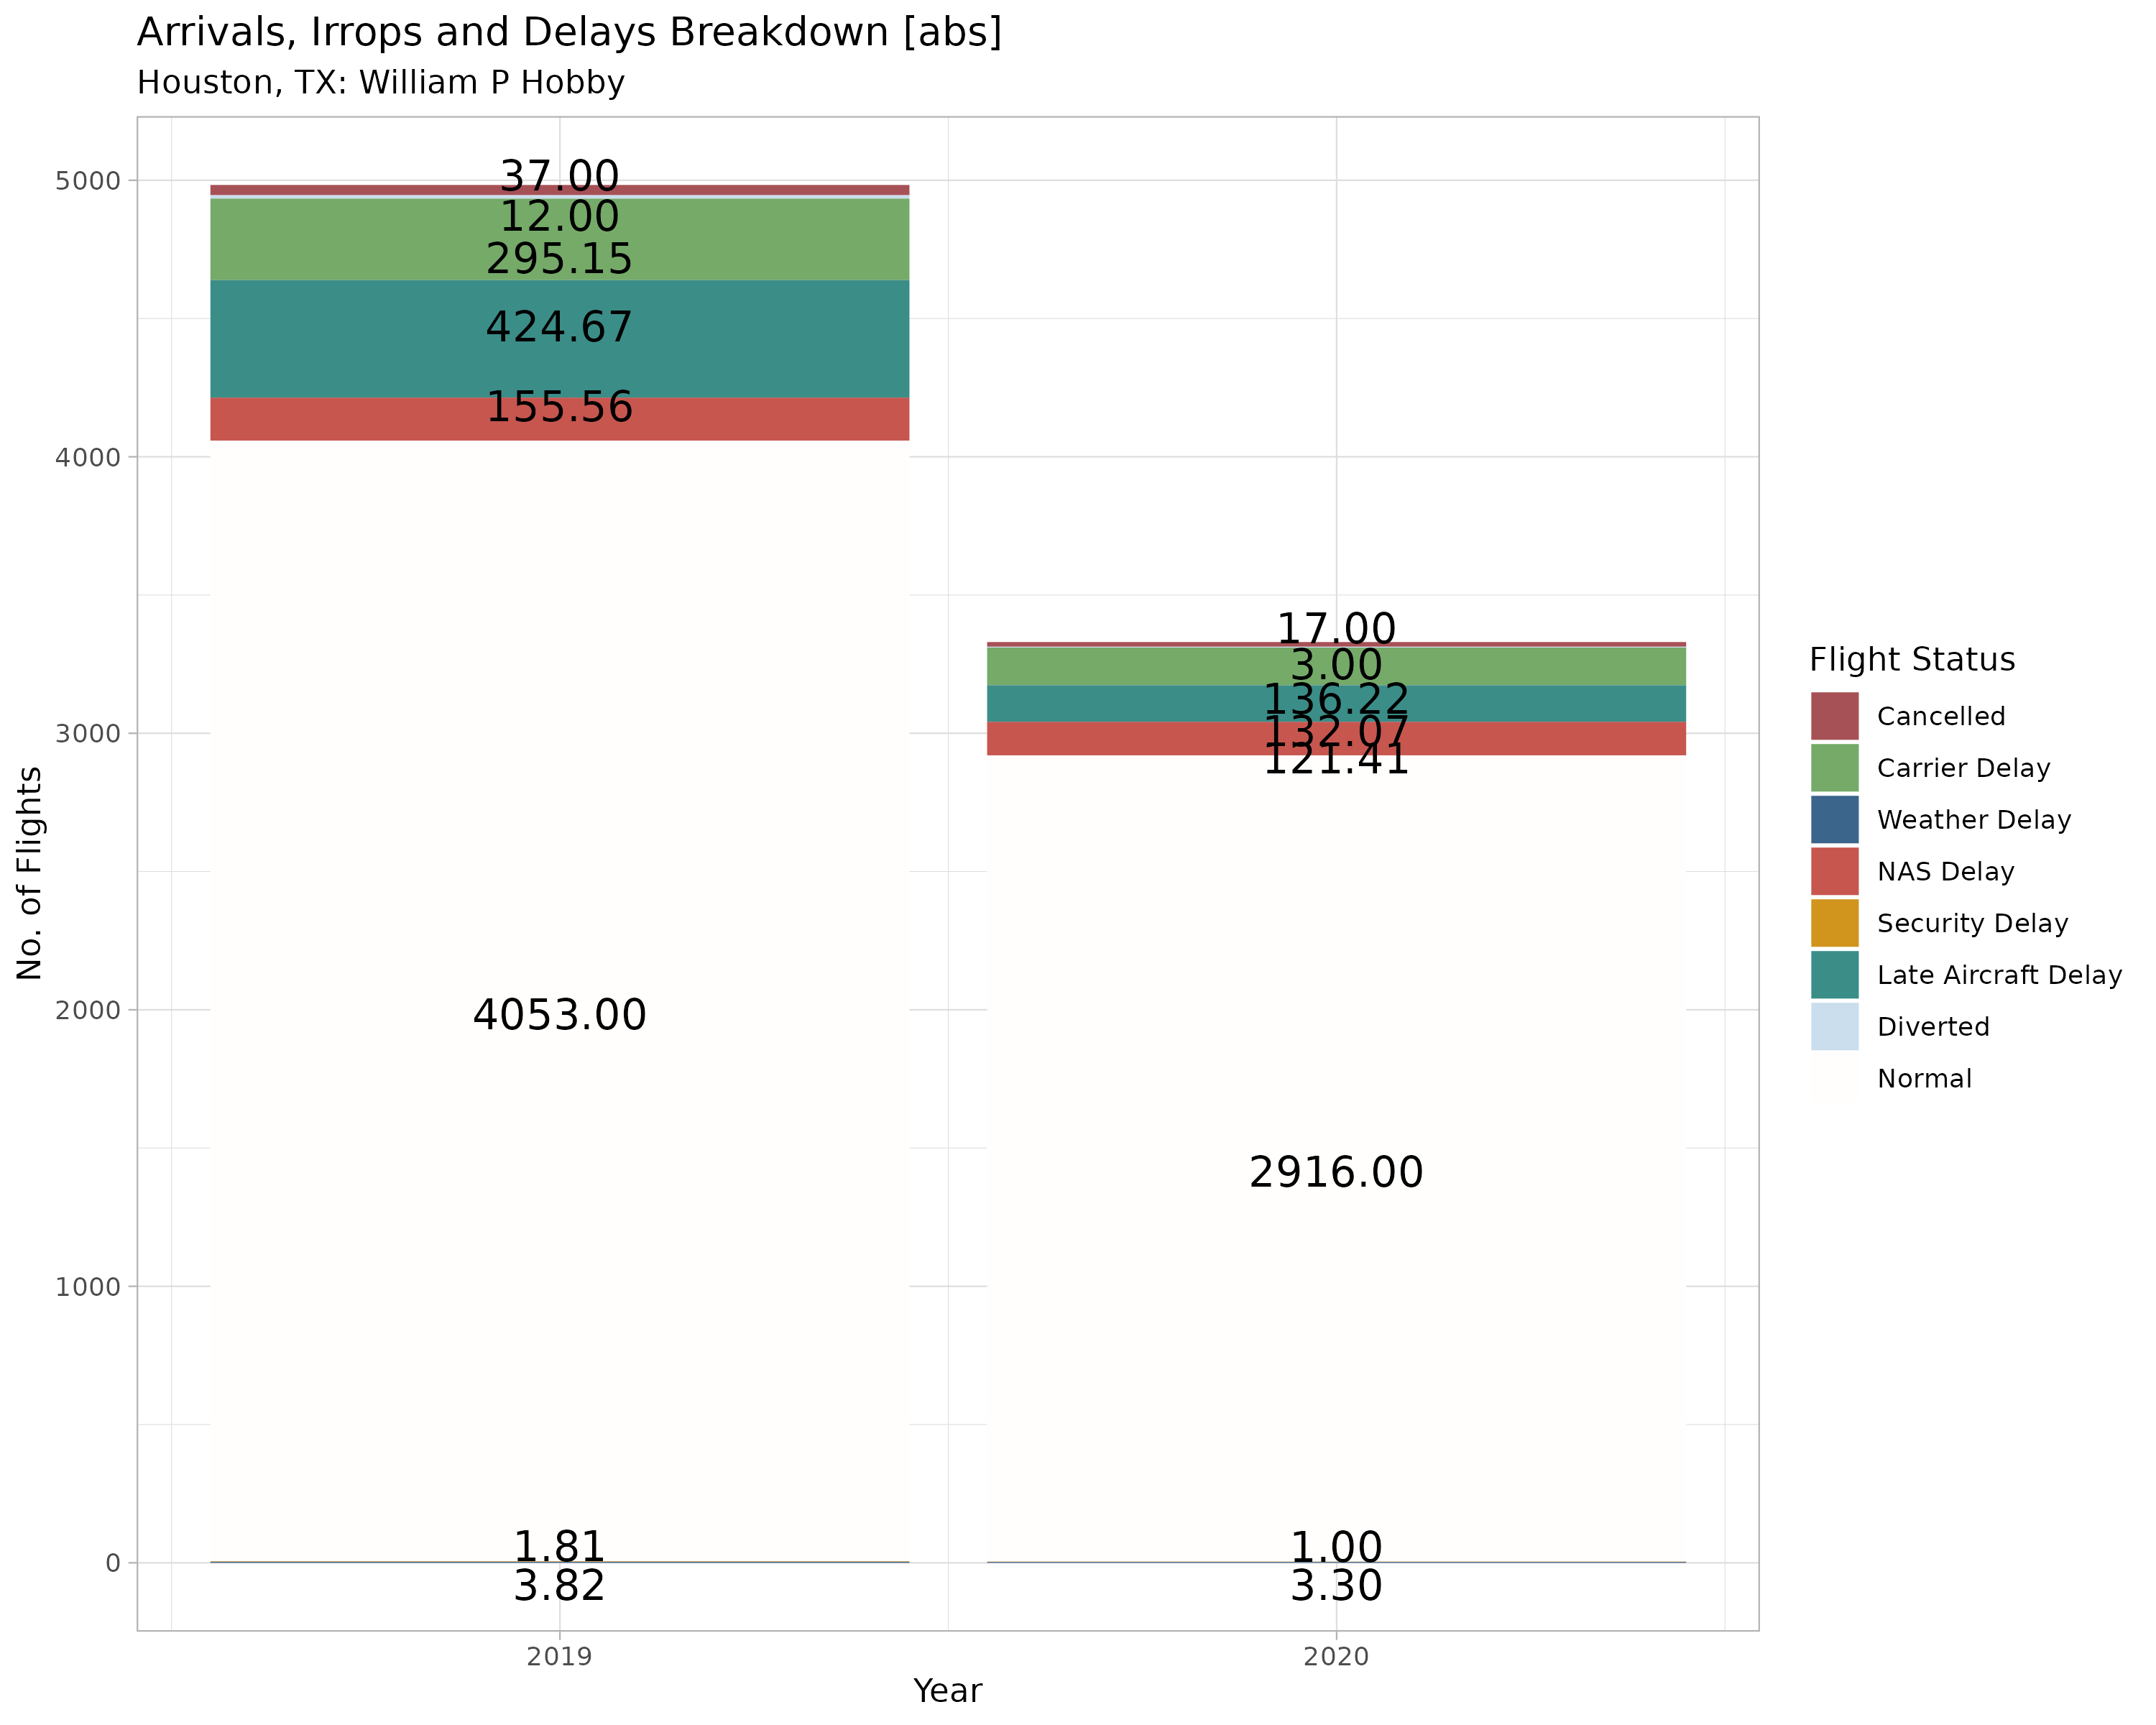 Arrivals, Irrops and Delays Breakdown [abs]
Houston, TX: William P Hobby
No. of Flights
5000
4000
3000
2000
1000
0
37.00
12.00
295.15
424.67
155.56
4053.00
1.81
3.82
17.00
3.00
136.22
132.07
121.41
2916.00
1.00
3.30
2019
2020
Year
Flight Status
Cancelled
Carrier Delay
Weather Delay
NAS Delay
Security Delay
Late Aircraft Delay
Diverted
Normal